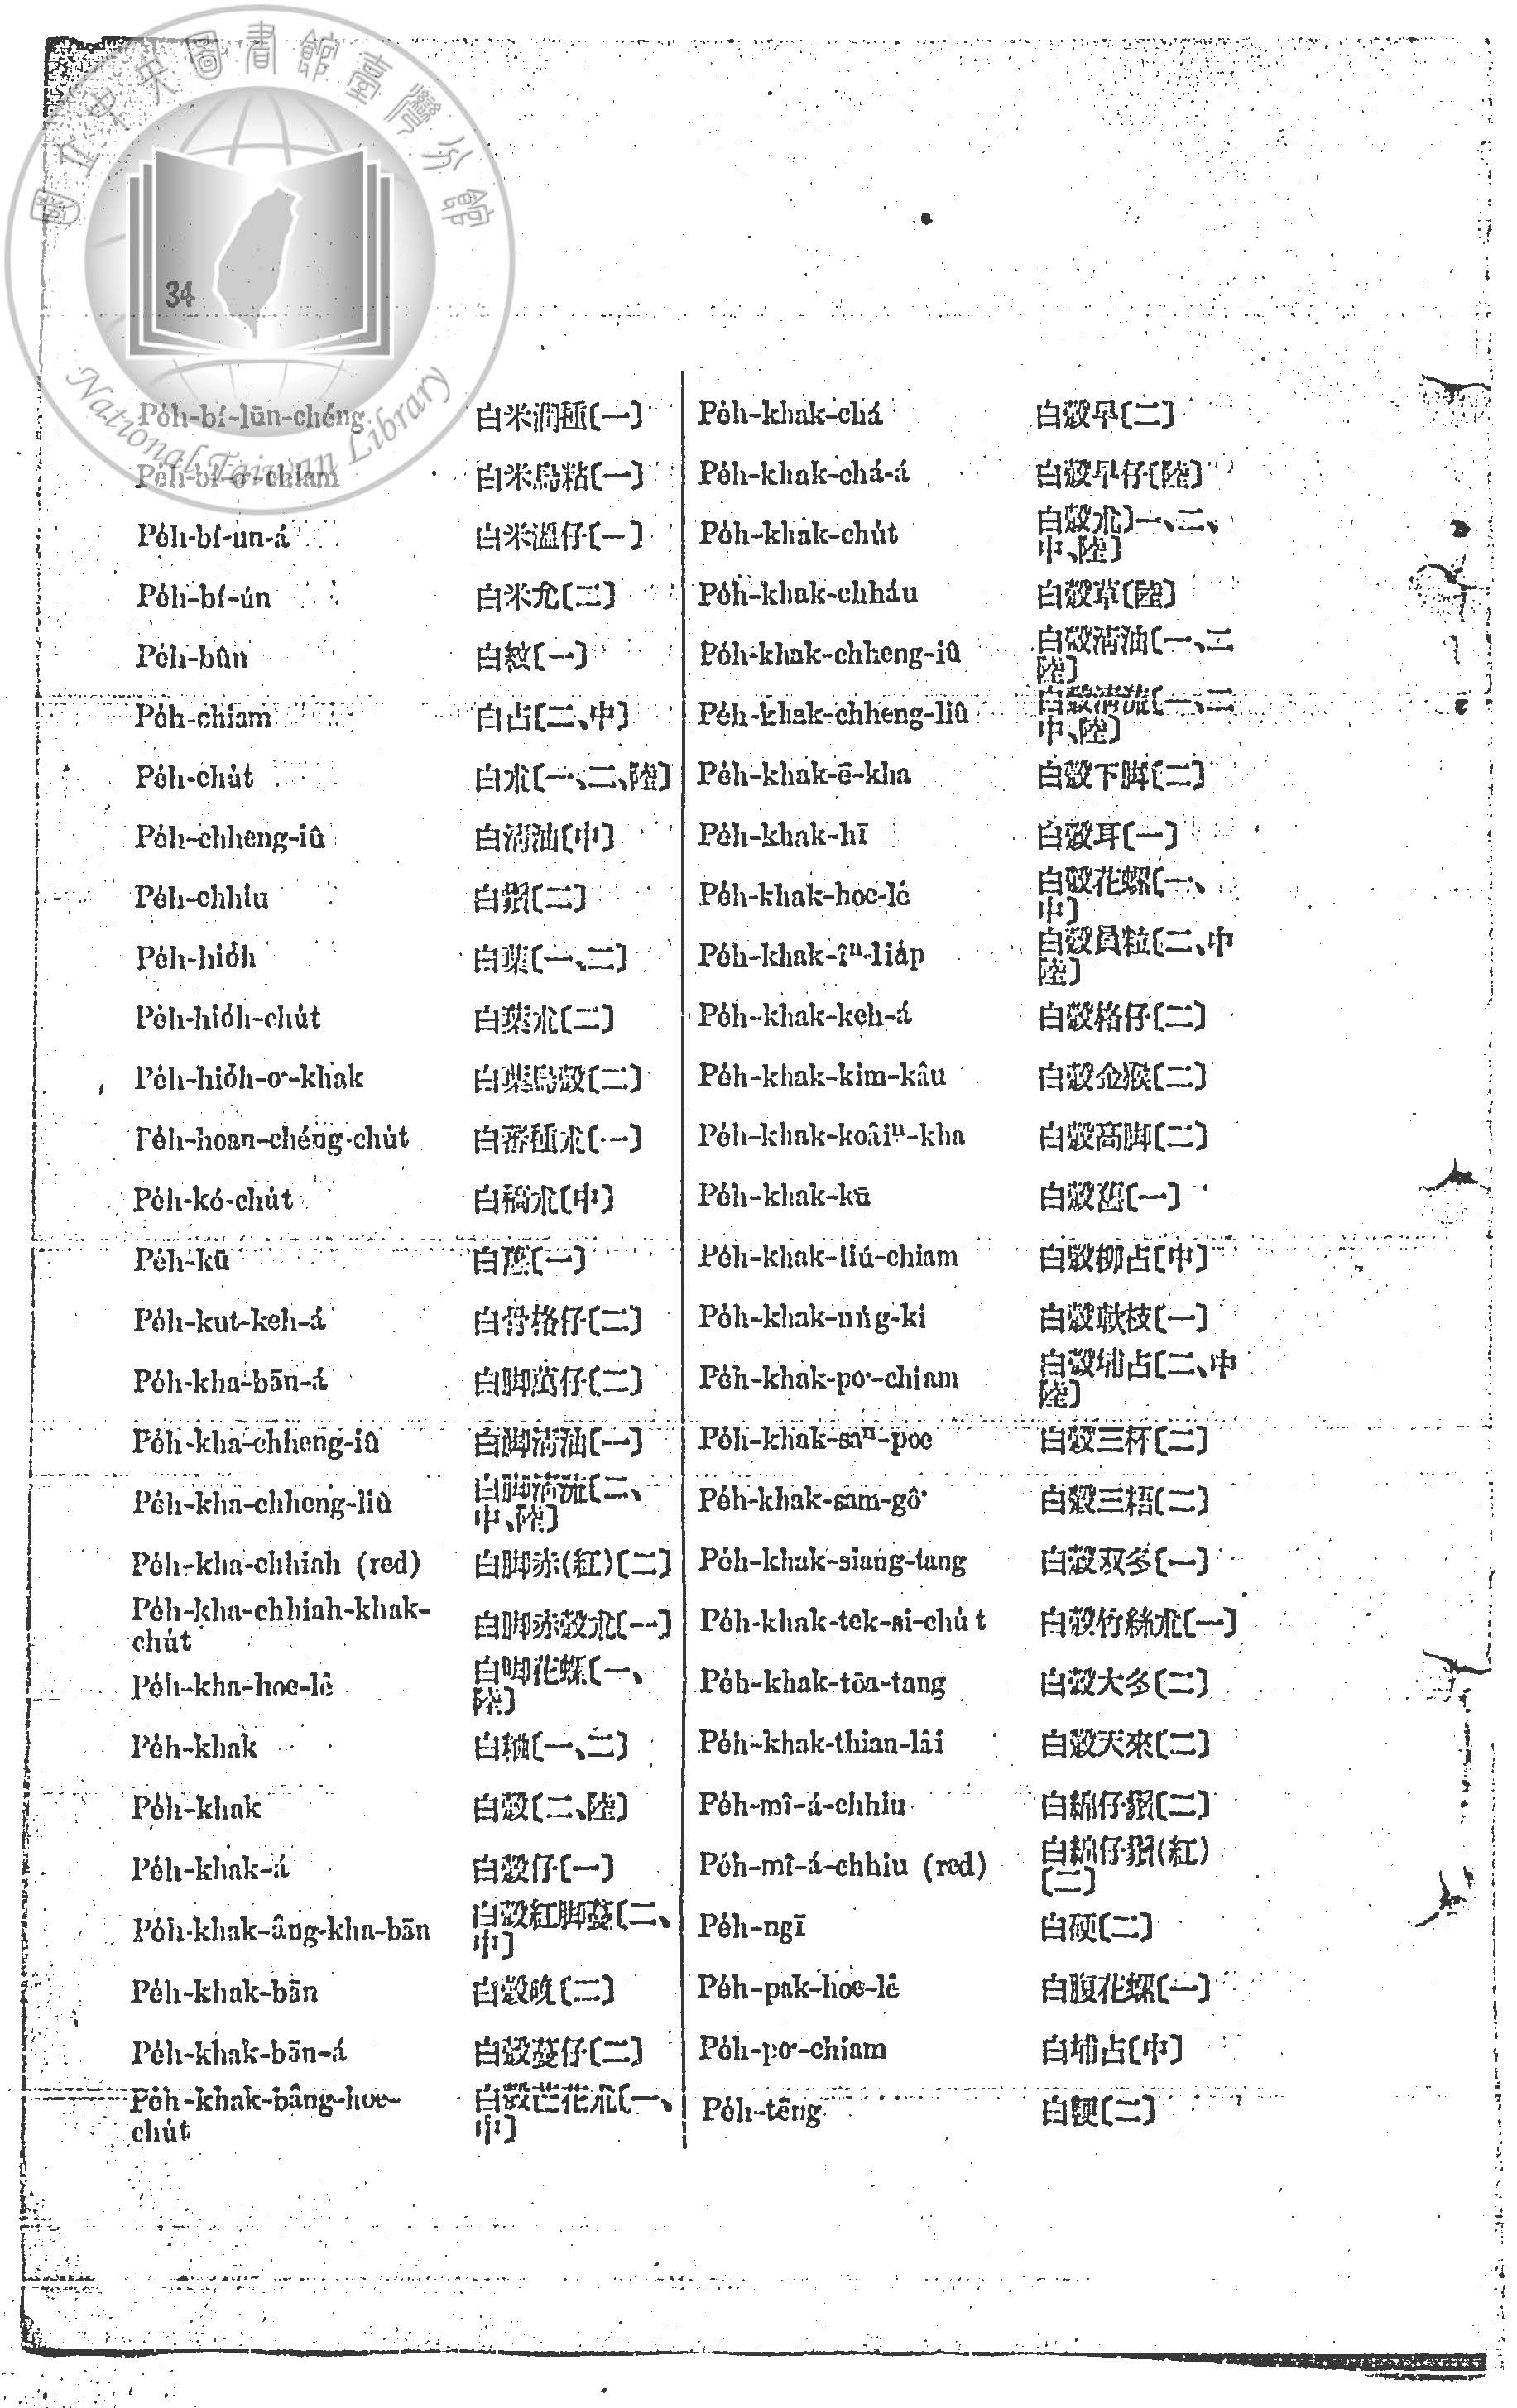 國立中央圖書館臺灣分館
National Taiwan Library
34
Pe̍h-bí-lūn-chéng 白米潤種〔一〕
Pe̍h-bí-o͘-chiam 白米烏粘〔一〕
Pe̍h-bí-un-á 白米溫仔〔一〕
Pe̍h-bí-ún 白米允〔二〕
Pe̍h-bûn 白紋〔一〕
Pe̍h-chiam 白占〔二、中〕
Pe̍h-chu̍t 白朮〔一、二、陸〕
Pe̍h-chheng-iû 白清油〔中〕
Pe̍h-chhiu 白鬚〔二〕
Pe̍h-hio̍h 白葉〔一、二〕
Pe̍h-hio̍h-chu̍t 白葉朮〔二〕
Pe̍h-hio̍h-o͘-khak 白葉烏殼〔二〕
Pe̍h-hoan-chéng-chu̍t 白蕃種朮〔一〕
Pe̍h-kó-chu̍t 白稿朮〔中〕
Pe̍h-kū 白舊〔一〕
Pe̍h-kut-keh-á 白骨格仔〔二〕
Pe̍h-kha-bān-á 白脚萬仔〔二〕
Pe̍h-kha-chheng-iû 白脚清油〔一〕
Pe̍h-kha-chheng-liû 白脚清流〔二、
中、陸〕
Pe̍h-kha-chhiah (red) 白脚赤(紅)〔二〕
Pe̍h-kha-chhiah-khak-
chu̍t 白脚赤殼朮〔一〕
Pe̍h-kha-hoe-lê 白脚花螺〔一、
陸〕
Pe̍h-khak 白〔一、二〕
Pe̍h-khak 白殼〔二、陸〕
Pe̍h-khak-á 白殼仔〔一〕
Pe̍h-khak-âng-kha-bān 白殼紅脚蔓〔二、
中〕
Pe̍h-khak-bān 白殼晚〔二〕
Pe̍h-khak-bān-á 白殼蔓仔〔二〕
Pe̍h-khak-bâng-hoe-
chu̍t 白殼芒花朮〔一、
中〕
Pe̍h-khak-chá 白殼早〔二〕
Pe̍h-khak-chá-á 白殼早仔〔陸〕
Pe̍h-khak-chu̍t 白殼朮〕一、二、
中、陸〕
Pe̍h-khak-chháu 白殼草〔陸〕
Pe̍h-khak-chheng-iû 白殼清油〔一、二
陸〕
Pe̍h-khak-chheng-liû 白殼清流〔一、二
中、陸〕
Pe̍h-khak-ē-kha 白殼下脚〔二〕
Pe̍h-khak-hī 白殼耳〔一〕
Pe̍h-khak-hoe-lê 白殼花螺〔一、
中〕
Pe̍h-khak-îⁿ-lia̍p 白殼員粒〔二、中
陸〕
Pe̍h-khak-keh-á 白殼格仔〔二〕
Pe̍h-khak-kim-kâu 白殼金猴〔二〕
Pe̍h-khak-koâiⁿ-kha 白殼高脚〔二〕
Pe̍h-khak-kū 白殼舊〔一〕
Pe̍h-khak-liú-chiam 白殼柳占〔中〕
Pe̍h-khak-nńg-ki 白殼軟枝〔一〕
Pe̍h-khak-po͘-chiam 白殼埔占〔二、中
陸〕
Pe̍h-khak-saⁿ-poe 白殼三杯〔二〕
Pe̍h-khak-sam-gô͘ 白殼三梧〔二〕
Pe̍h-khak-siang-tang 白殼双冬〔一〕
Pe̍h-khak-tek-si-chu̍t 白殼竹絲朮〔一〕
Pe̍h-khak-tōa-tang 白殼大冬〔二〕
Pe̍h-khak-thian-lâi 白殼天來〔二〕
Pe̍h-mî-á-chhiu 白綿仔鬚〔二〕
Pe̍h-mî-á-chhiu (red) 白綿仔鬚(紅)
〔二〕
Pe̍h-ngī 白硬〔二〕
Pe̍h-pak-hoe-lê 白腹花螺〔一〕
Pe̍h-po͘-chiam 白埔占〔中〕
Pe̍h-tēng 白〔二〕